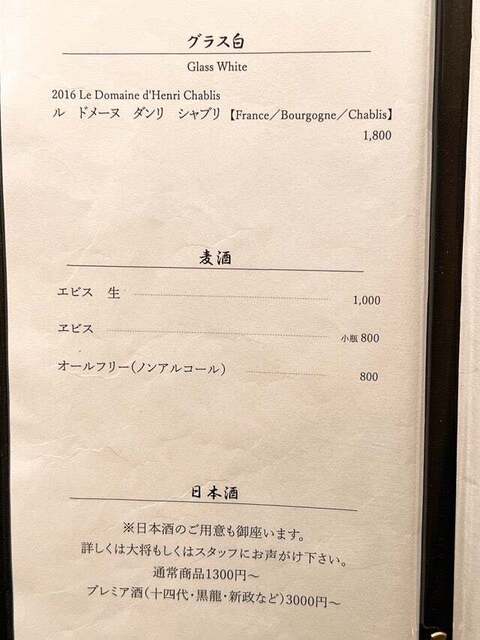 グラス白
Glass White
2016 Le Domaine d'Henri Chablis
ル　ドメーヌ　ダンリ　シャブリ【France／Bourgogne／Chablis】
1,800
麦酒
エビス　生 1,000
ヱビス 小瓶 800
オールフリー(ノンアルコール) 800
日本酒
※日本酒のご用意も御座います。
詳しくは大将もしくはスタッフにお声がけ下さい。
通常商品1300円～
プレミア酒(十四代・黒龍・新政など)3000円～